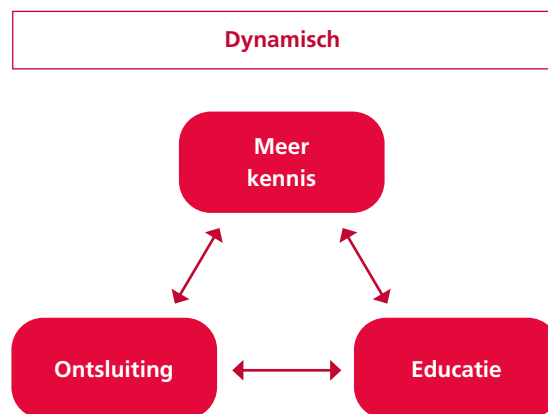 Dynamisch
Meer
kennis
Ontsluiting
Educatie